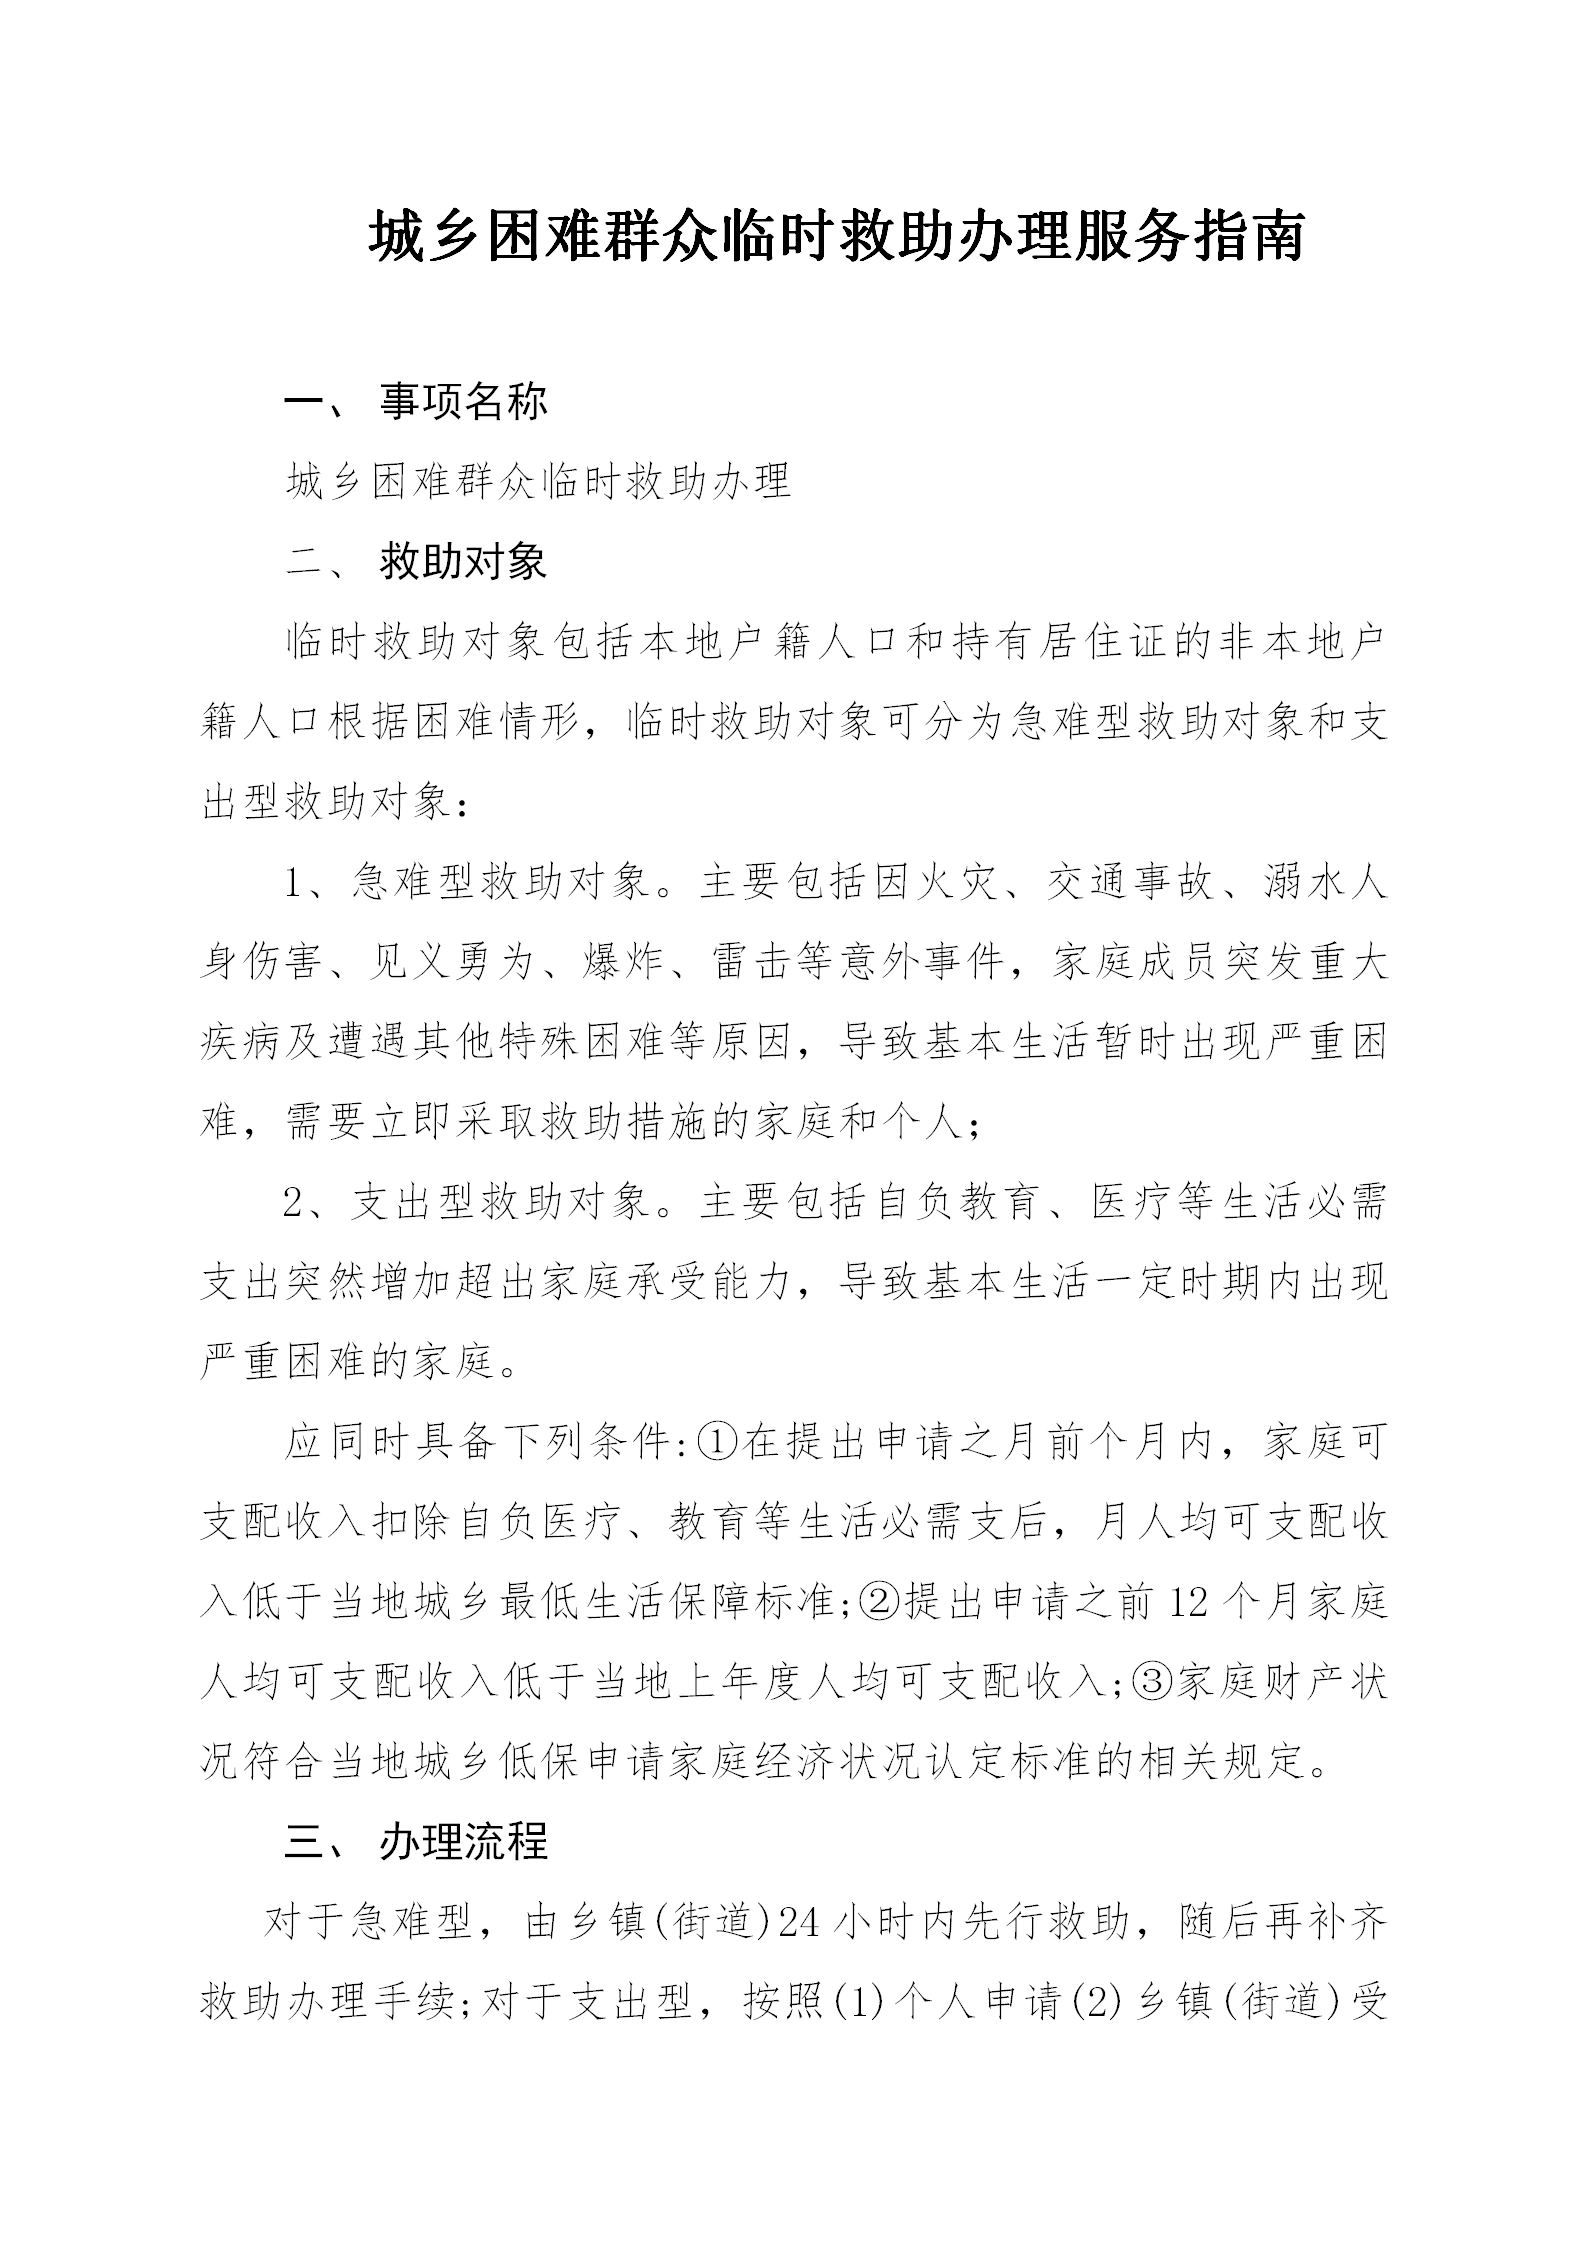 城乡困难群众临时救助办理服务指南
一、 事项名称
城乡困难群众临时救助办理
二、 救助对象
临时救助对象包括本地户籍人口和持有居住证的非本地户
籍人口根据困难情形，临时救助对象可分为急难型救助对象和支
出型救助对象：
1、急难型救助对象。主要包括因火灾、交通事故、溺水人
身伤害、见义勇为、爆炸、雷击等意外事件，家庭成员突发重大
疾病及遭遇其他特殊困难等原因，导致基本生活暂时出现严重困
难，需要立即采取救助措施的家庭和个人；
2、支出型救助对象。主要包括自负教育、医疗等生活必需
支出突然增加超出家庭承受能力，导致基本生活一定时期内出现
严重困难的家庭。
应同时具备下列条件:①在提出申请之月前个月内，家庭可
支配收入扣除自负医疗、教育等生活必需支后，月人均可支配收
入低于当地城乡最低生活保障标准;②提出申请之前 12 个月家庭
人均可支配收入低于当地上年度人均可支配收入;③家庭财产状
况符合当地城乡低保申请家庭经济状况认定标准的相关规定。
三、 办理流程
对于急难型，由乡镇(街道)24 小时内先行救助，随后再补齐
救助办理手续;对于支出型，按照(1)个人申请(2)乡镇(街道)受